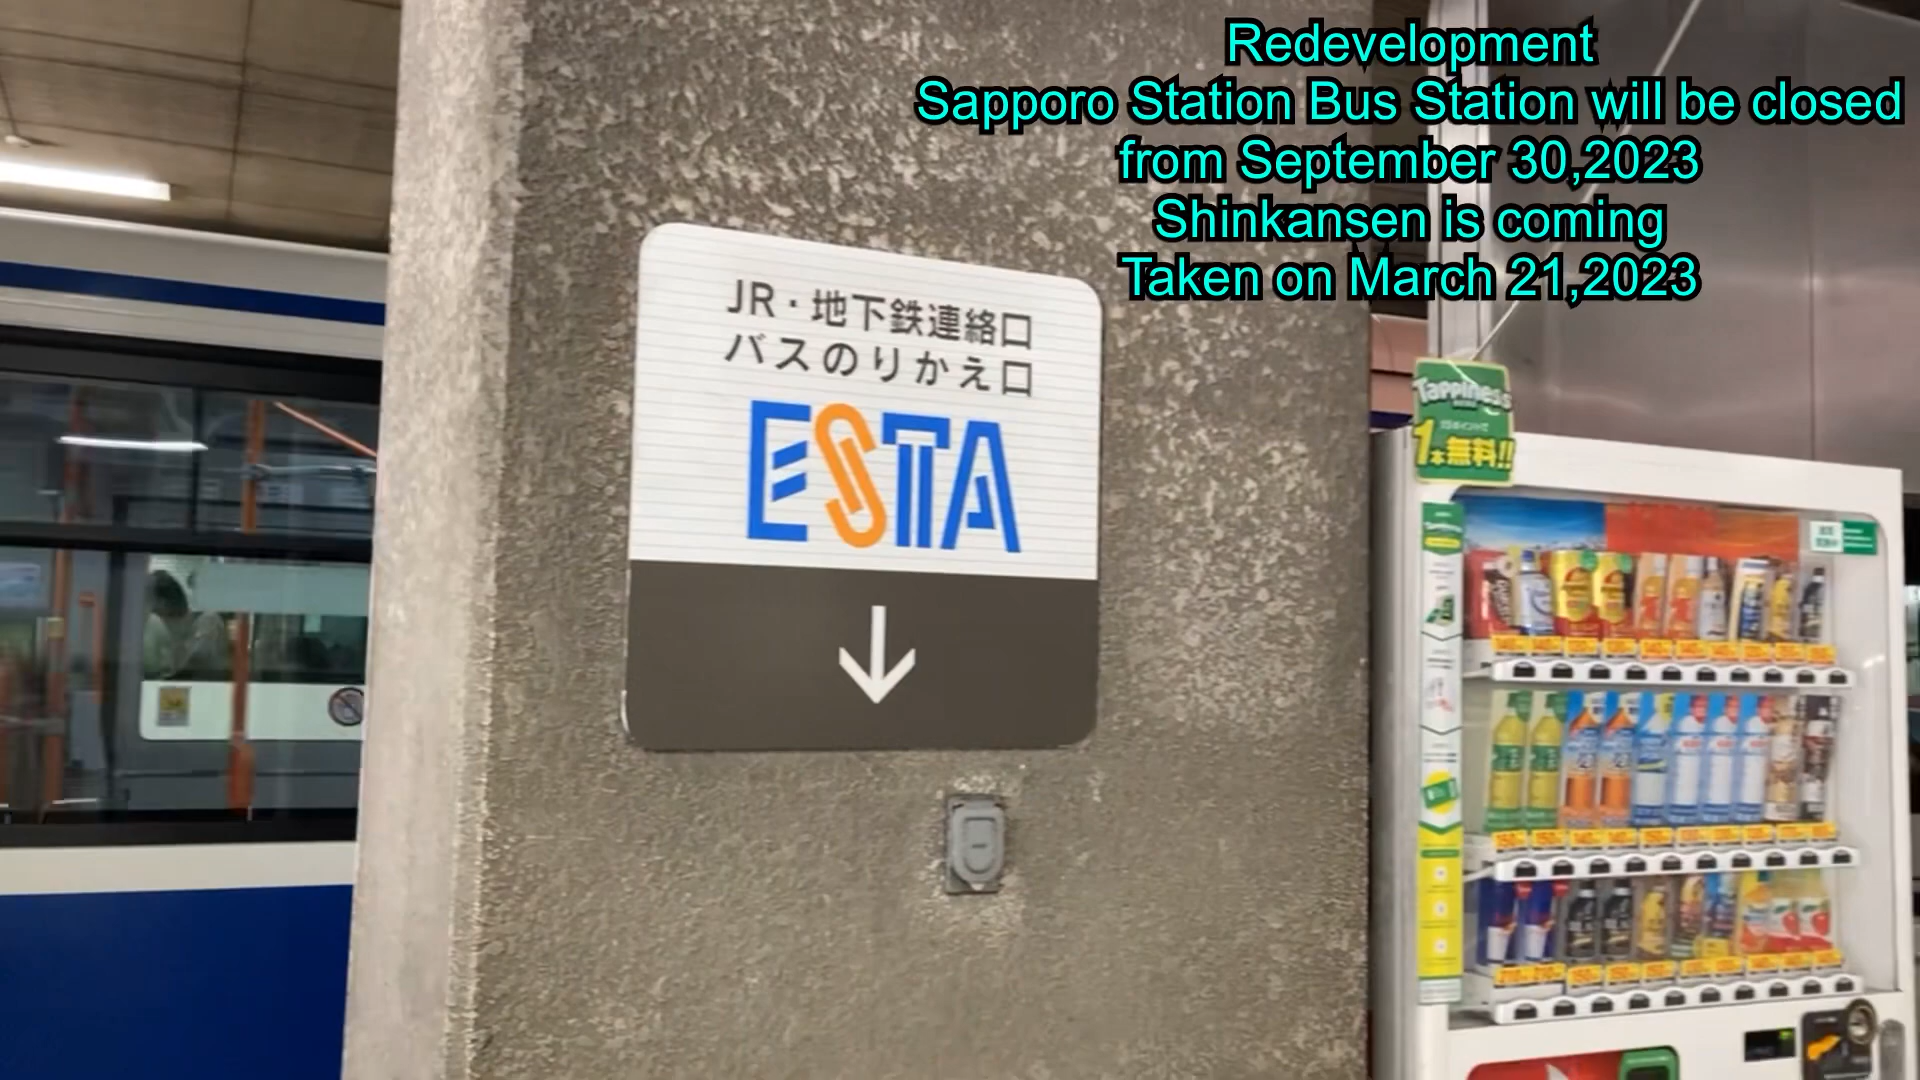 Redevelopment
Sapporo Station Bus Station will be closed
from September 30,2023
Shinkansen is coming
Taken on March 21,2023
JR・地下鉄連絡口
バスのりかえ口
ESTA
Tappiness
1本無料!!